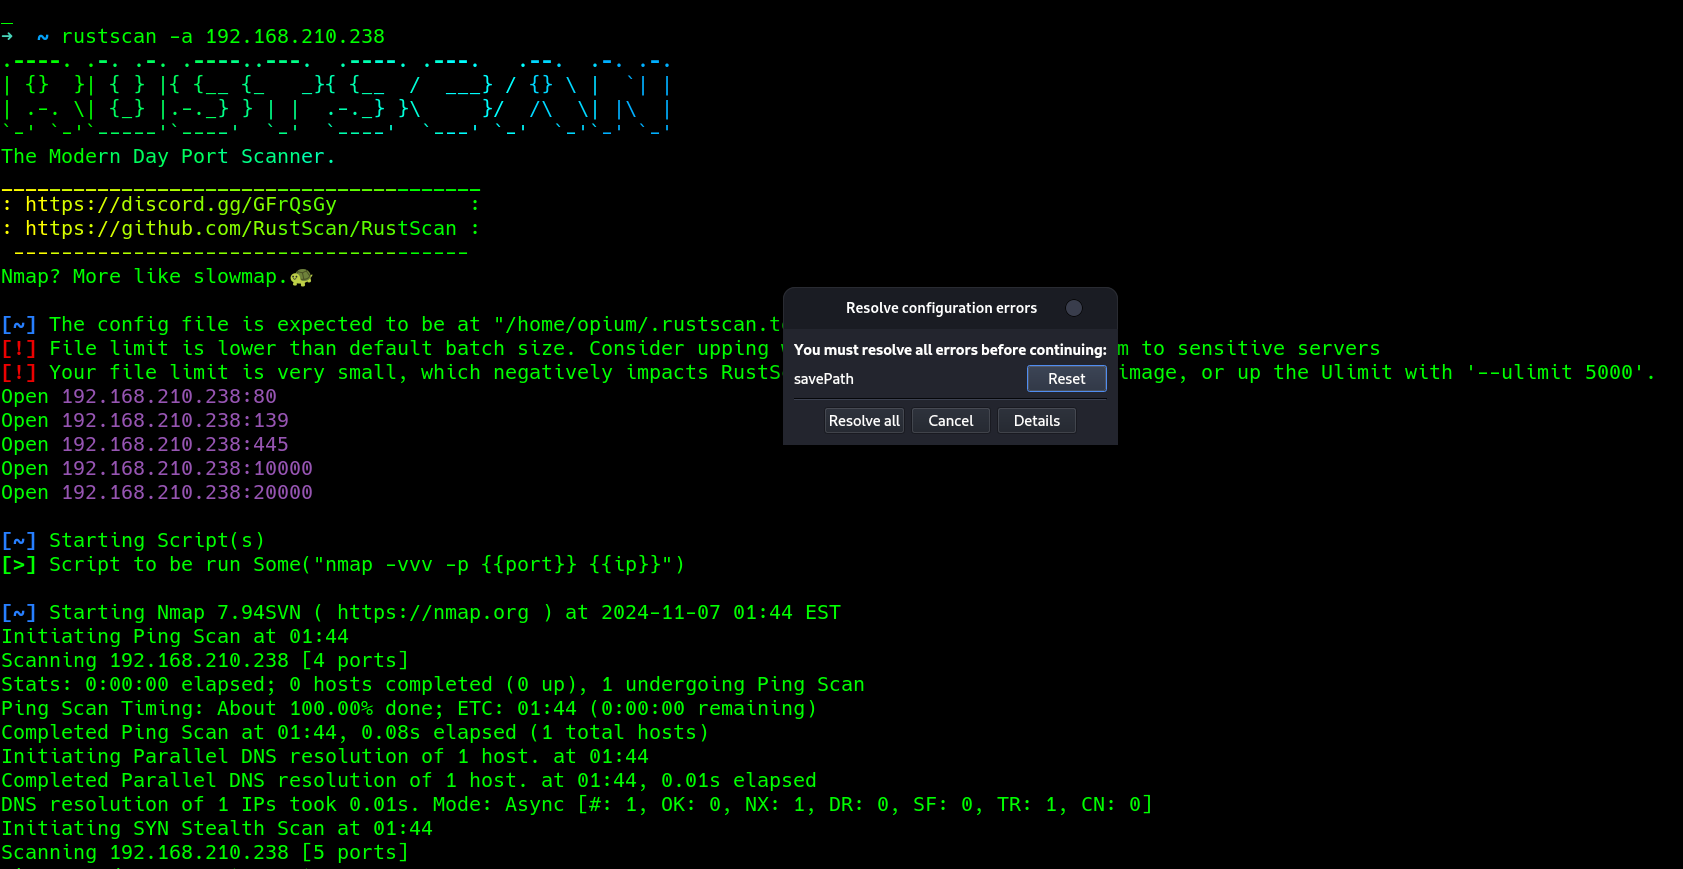 → ~ rustscan -a 192.168.210.238
.----. .-. .-. .----..---.  .----. .---.   .--.  .-. .-.
| {}  }| { } |{ {__ {_   _}{ {__  /  ___} / {} \ |  `| |
| .-. \| {_} |.-._} } | |  .-._} }\     }/  /\  \| |\  |
`-' `-'`-----'`----'  `-'  `----'  `---' `-'  `-'`-' `-'
The Modern Day Port Scanner.
________________________________________
: https://discord.gg/GFrQsGy           :
: https://github.com/RustScan/RustScan :
 --------------------------------------
Nmap? More like slowmap.🐢
[~] The config file is expected to be at "/home/opium/.rustscan.t
[!] File limit is lower than default batch size. Consider upping
m to sensitive servers
[!] Your file limit is very small, which negatively impacts RustS
image, or up the Ulimit with '--ulimit 5000'.
Open 192.168.210.238:80
Open 192.168.210.238:139
Open 192.168.210.238:445
Open 192.168.210.238:10000
Open 192.168.210.238:20000
[~] Starting Script(s)
[>] Script to be run Some("nmap -vvv -p {{port}} {{ip}}")
[~] Starting Nmap 7.94SVN ( https://nmap.org ) at 2024-11-07 01:44 EST
Initiating Ping Scan at 01:44
Scanning 192.168.210.238 [4 ports]
Stats: 0:00:00 elapsed; 0 hosts completed (0 up), 1 undergoing Ping Scan
Ping Scan Timing: About 100.00% done; ETC: 01:44 (0:00:00 remaining)
Completed Ping Scan at 01:44, 0.08s elapsed (1 total hosts)
Initiating Parallel DNS resolution of 1 host. at 01:44
Completed Parallel DNS resolution of 1 host. at 01:44, 0.01s elapsed
DNS resolution of 1 IPs took 0.01s. Mode: Async [#: 1, OK: 0, NX: 1, DR: 0, SF: 0, TR: 1, CN: 0]
Initiating SYN Stealth Scan at 01:44
Scanning 192.168.210.238 [5 ports]
Resolve configuration errors
You must resolve all errors before continuing:
savePath Reset
Resolve all Cancel Details